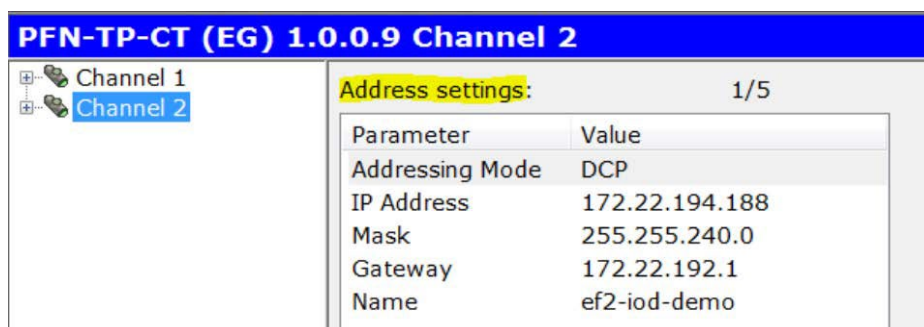 PFN-TP-CT (EG) 1.0.0.9 Channel 2
Channel 1
Channel 2
Address settings: 1/5
Parameter Value
Addressing Mode DCP
IP Address 172.22.194.188
Mask 255.255.240.0
Gateway 172.22.192.1
Name ef2-iod-demo